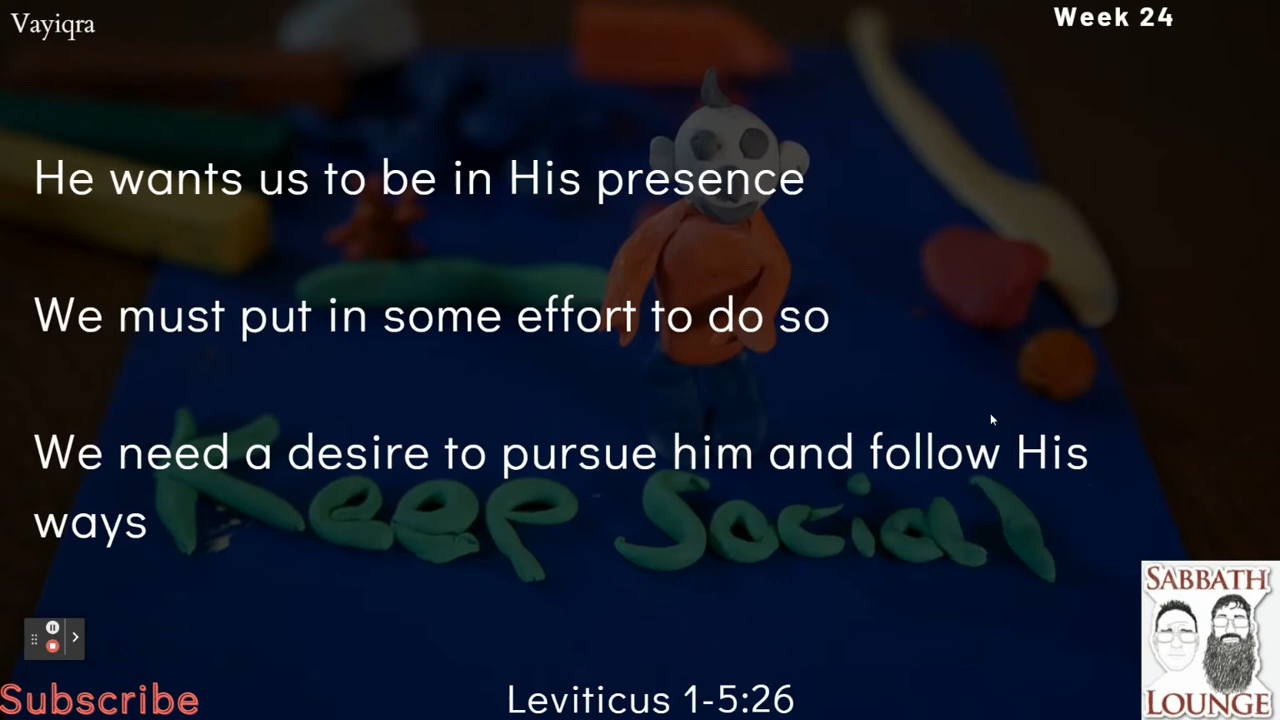 Vayiqra
Week 24
He wants us to be in His presence
We must put in some effort to do so
We need a desire to pursue him and follow His
ways
Keep Social
SABBATH
LOUNGE
Subscribe
Leviticus 1-5:26